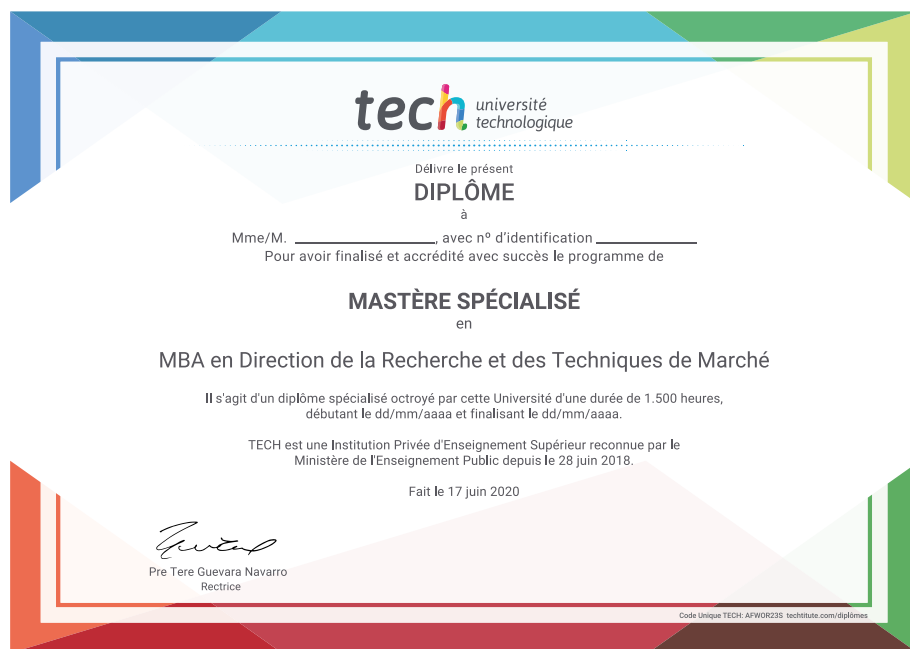 tech université
technologique
Délivre le présent
DIPLÔME
à
Mme/M. ____________, avec nº d'identification ____________
Pour avoir finalisé et accrédité avec succès le programme de
MASTÈRE SPÉCIALISÉ
en
MBA en Direction de la Recherche et des Techniques de Marché
Il s'agit d'un diplôme spécialisé octroyé par cette Université d'une durée de 1.500 heures,
débutant le dd/mm/aaaa et finalisant le dd/mm/aaaa.
TECH est une Institution Privée d'Enseignement Supérieur reconnue par le
Ministère de l'Enseignement Public depuis le 28 juin 2018.
Fait le 17 juin 2020
Pre Tere Guevara Navarro
Rectrice
Code Unique TECH: AFWOR23S techtitute.com/diplômes